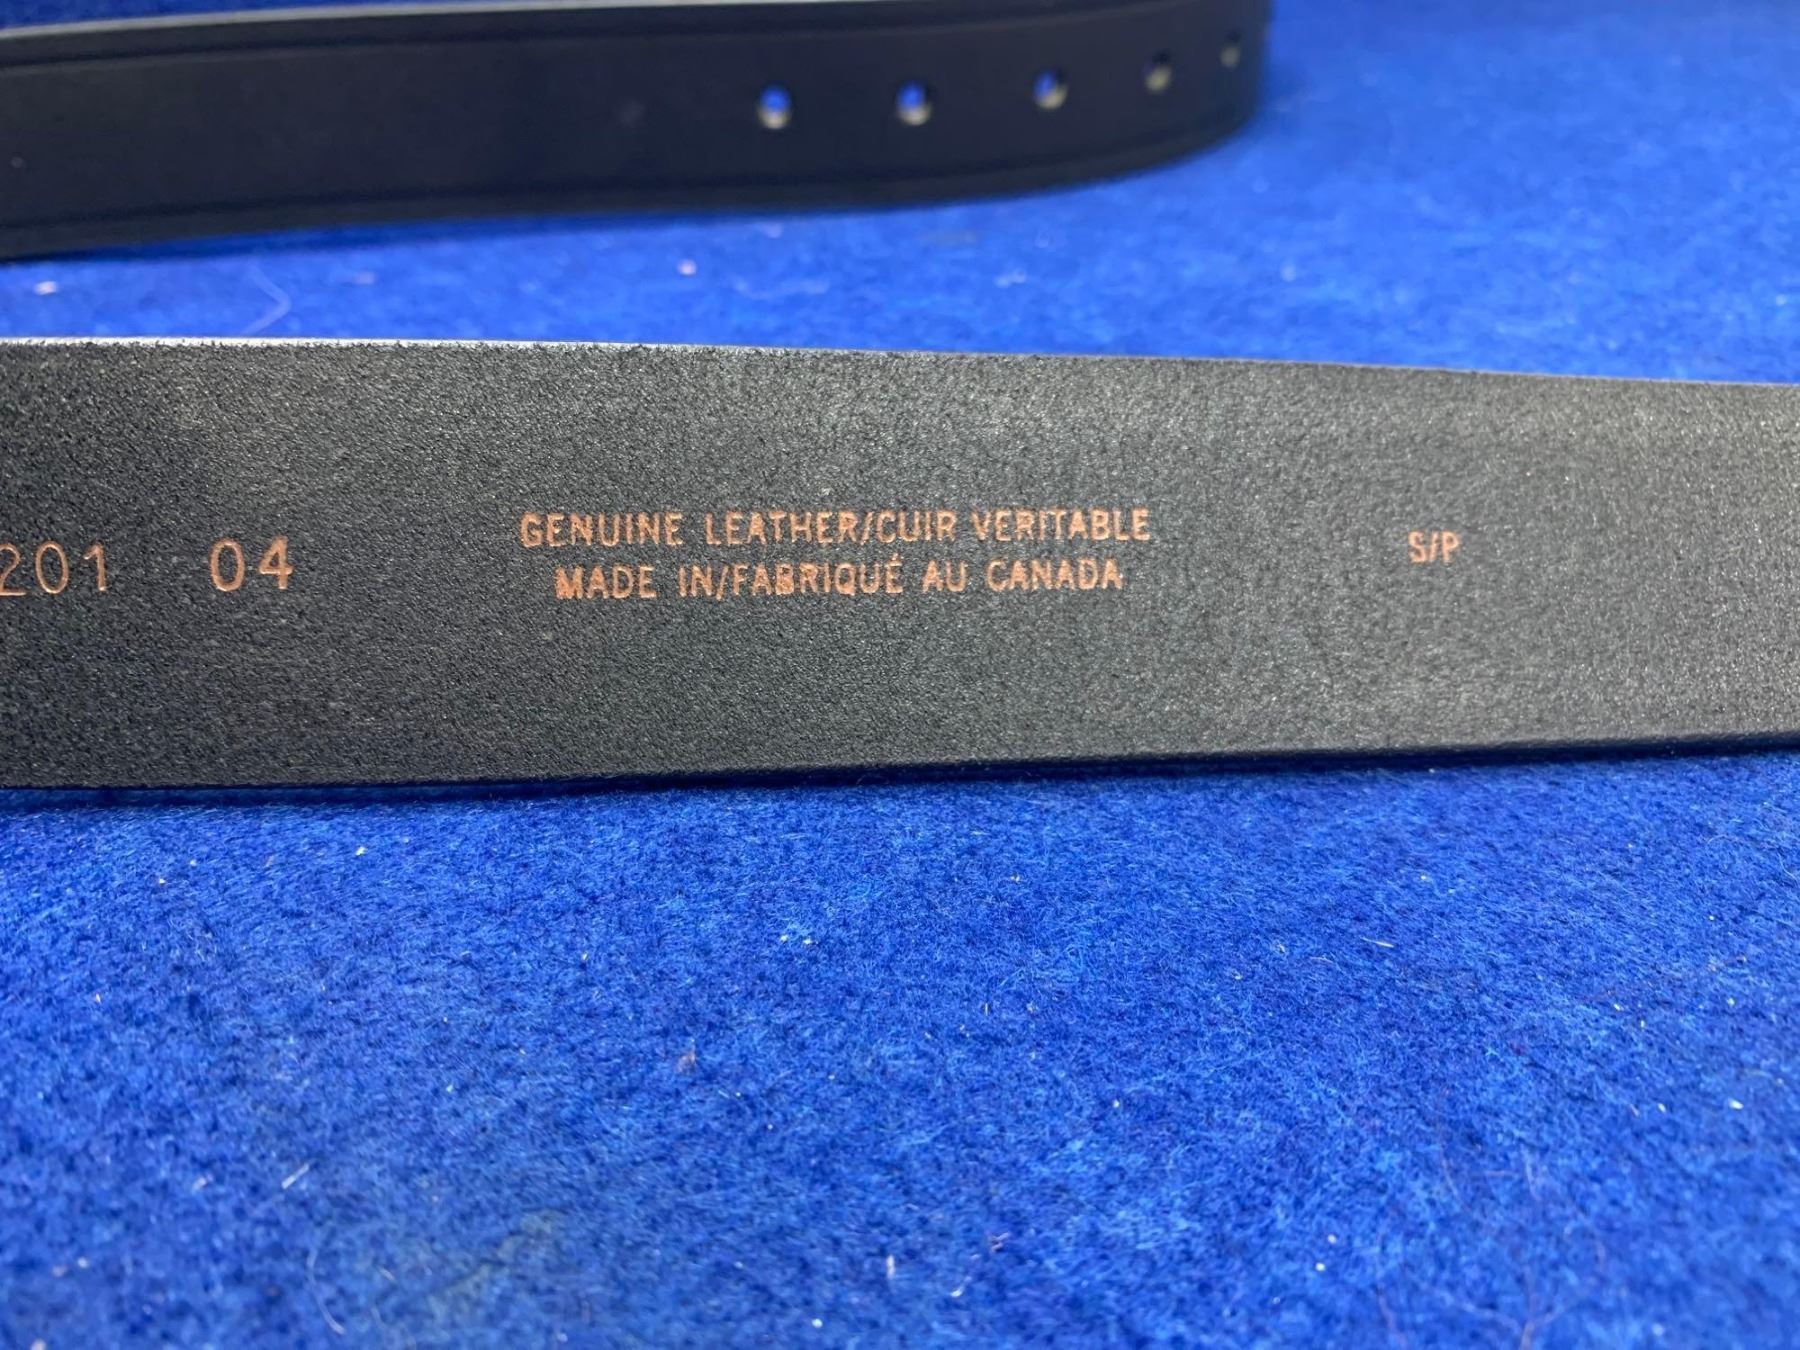 201 04
GENUINE LEATHER/CUIR VERITABLE
MADE IN/FABRIQUÉ AU CANADA
S/P